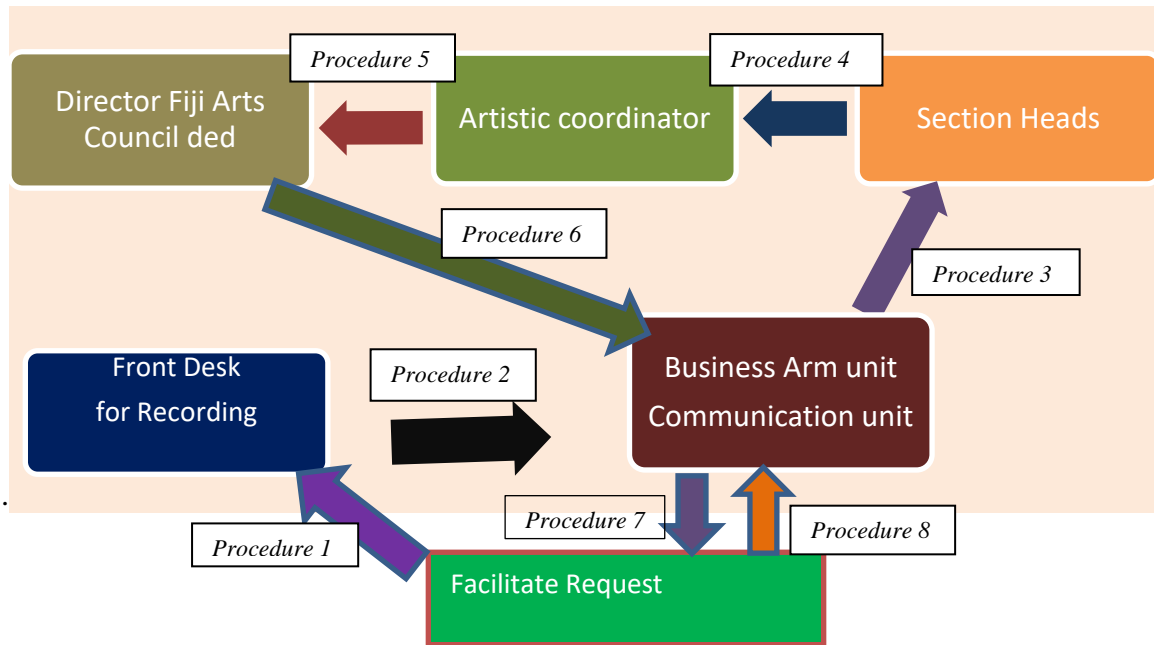 Procedure 5
Procedure 4
Director Fiji Arts
Council ded
Artistic coordinator
Section Heads
Procedure 6
Procedure 3
Front Desk
for Recording
Procedure 2
Business Arm unit
Communication unit
.
Procedure 7
Procedure 8
Procedure 1
Facilitate Request